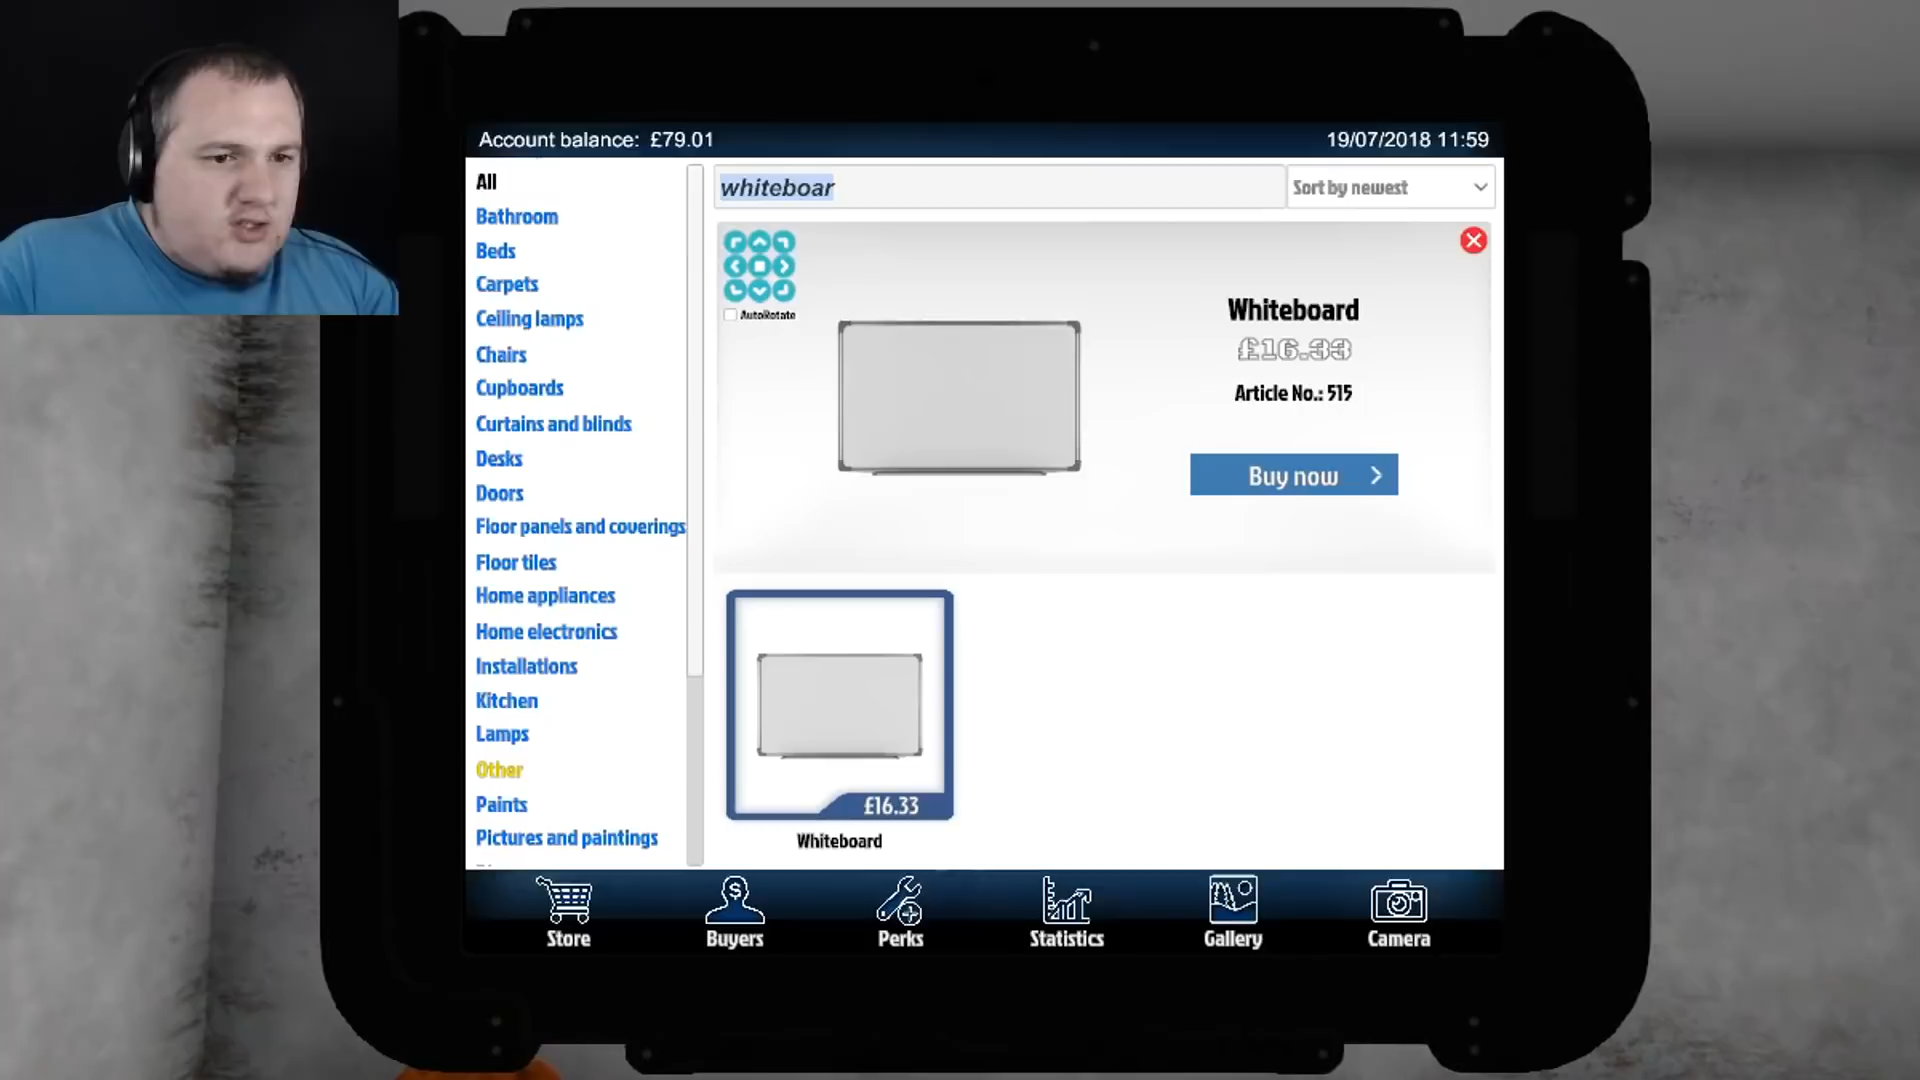 Account balance: £79.01
19/07/2018 11:59
All
Bathroom
Beds
Carpets
Ceiling lamps
Chairs
Cupboards
Curtains and blinds
Desks
Doors
Floor panels and coverings
Floor tiles
Home appliances
Home electronics
Installations
Kitchen
Lamps
Other
Paints
Pictures and paintings
whiteboar
Sort by newest
AutoRotate
Whiteboard
£16.33
Article No.: 515
Buy now
£16.33
Whiteboard
Store
Buyers
Perks
Statistics
Gallery
Camera